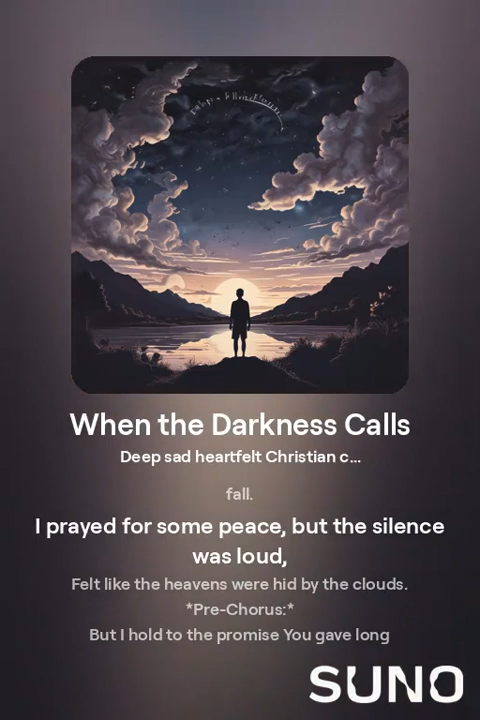 When the Darkness Calls
Deep sad heartfelt Christian c...
fall.
I prayed for some peace, but the silence
was loud,
Felt like the heavens were hid by the clouds.
*Pre-Chorus:*
But I hold to the promise You gave long
SUNO